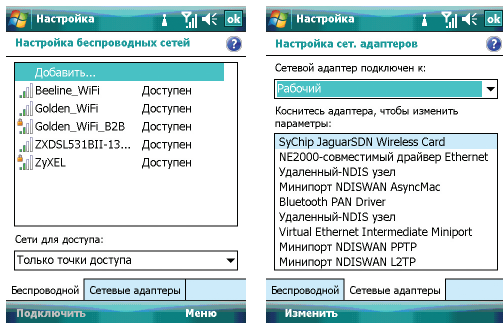 Настройка ok
Настройка беспроводных сетей ?
Добавить...
Beeline_WiFi Доступен
Golden_WiFi Доступен
Golden_WiFi_B2B Доступен
ZXDSL531BII-13... Доступен
ZyXEL Доступен
Сети для доступа:
Только точки доступа
Беспроводной Сетевые адаптеры
Подключить Меню
Настройка ok
Настройка сет. адаптеров ?
Сетевой адаптер подключен к:
Рабочий
Коснитесь адаптера, чтобы изменить
параметры:
SyChip JaguarSDN Wireless Card
NE2000-совместимый драйвер Ethernet
Удаленный-NDIS узел
Минипорт NDISWAN AsyncMac
Bluetooth PAN Driver
Удаленный-NDIS узел
Virtual Ethernet Intermediate Miniport
Минипорт NDISWAN PPTP
Минипорт NDISWAN L2TP
Беспроводной Сетевые адаптеры
Изменить